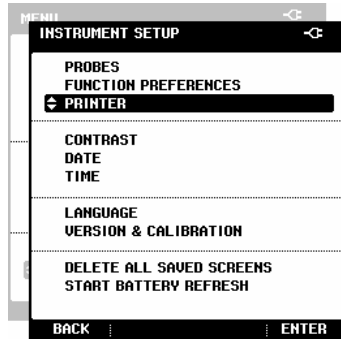 MENU
INSTRUMENT SETUP
PROBES
FUNCTION PREFERENCES
PRINTER
CONTRAST
DATE
TIME
LANGUAGE
VERSION & CALIBRATION
DELETE ALL SAVED SCREENS
START BATTERY REFRESH
BACK ENTER